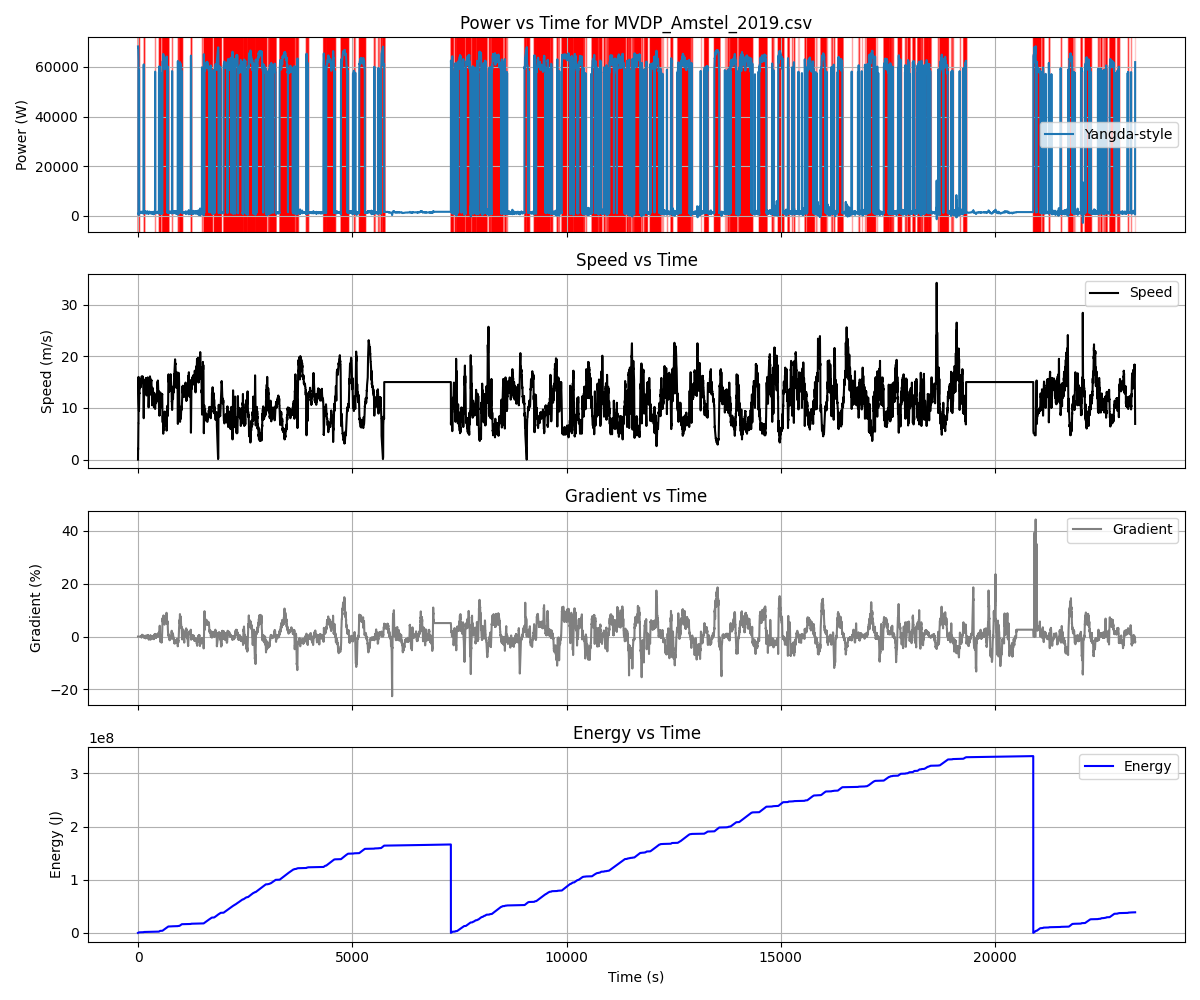 Power vs Time for MVDP_Amstel_2019.csv
60000
40000
20000
0
Power (W)
Yangda-style
Speed vs Time
30
20
10
0
Speed (m/s)
Speed
Gradient vs Time
40
20
0
−20
Gradient (%)
Gradient
Energy vs Time
1e8
3
2
1
0
Energy (J)
Energy
0 5000 10000 15000 20000
Time (s)